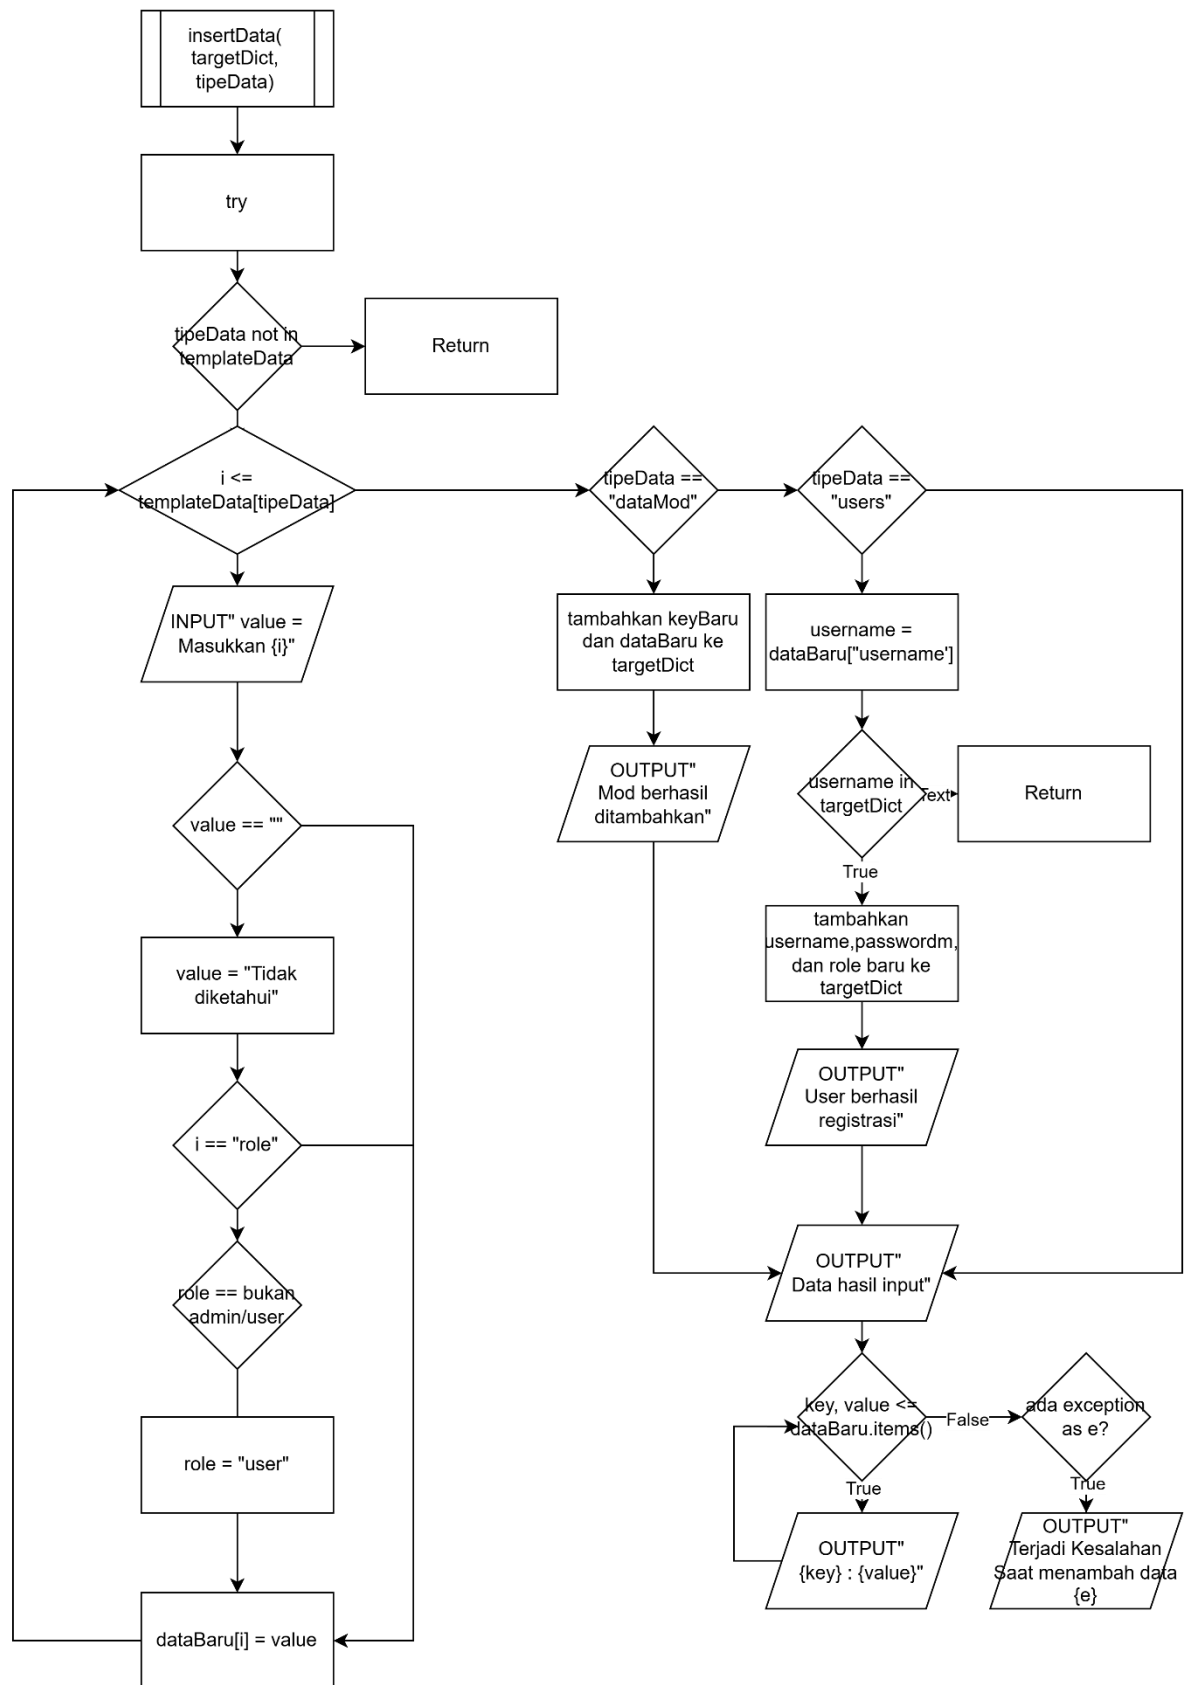 insertData(
targetDict,
tipeData)
try
tipeData not in
templateData
Return
i <=
templateData[tipeData]
INPUT" value =
Masukkan {i}"
value == ""
value = "Tidak
diketahui"
i == "role"
role == bukan
admin/user
role = "user"
dataBaru[i] = value
tipeData ==
"dataMod"
tambahkan keyBaru
dan dataBaru ke
targetDict
OUTPUT"
Mod berhasil
ditambahkan"
tipeData ==
"users"
username =
dataBaru["username']
username in
targetDict
Text
Return
True
tambahkan
username,passwordm,
dan role baru ke
targetDict
OUTPUT"
User berhasil
registrasi"
OUTPUT"
Data hasil input"
key, value <=
dataBaru.items()
False
True
OUTPUT"
{key} : {value}"
ada exception
as e?
True
OUTPUT"
Terjadi Kesalahan
Saat menambah data
{e}